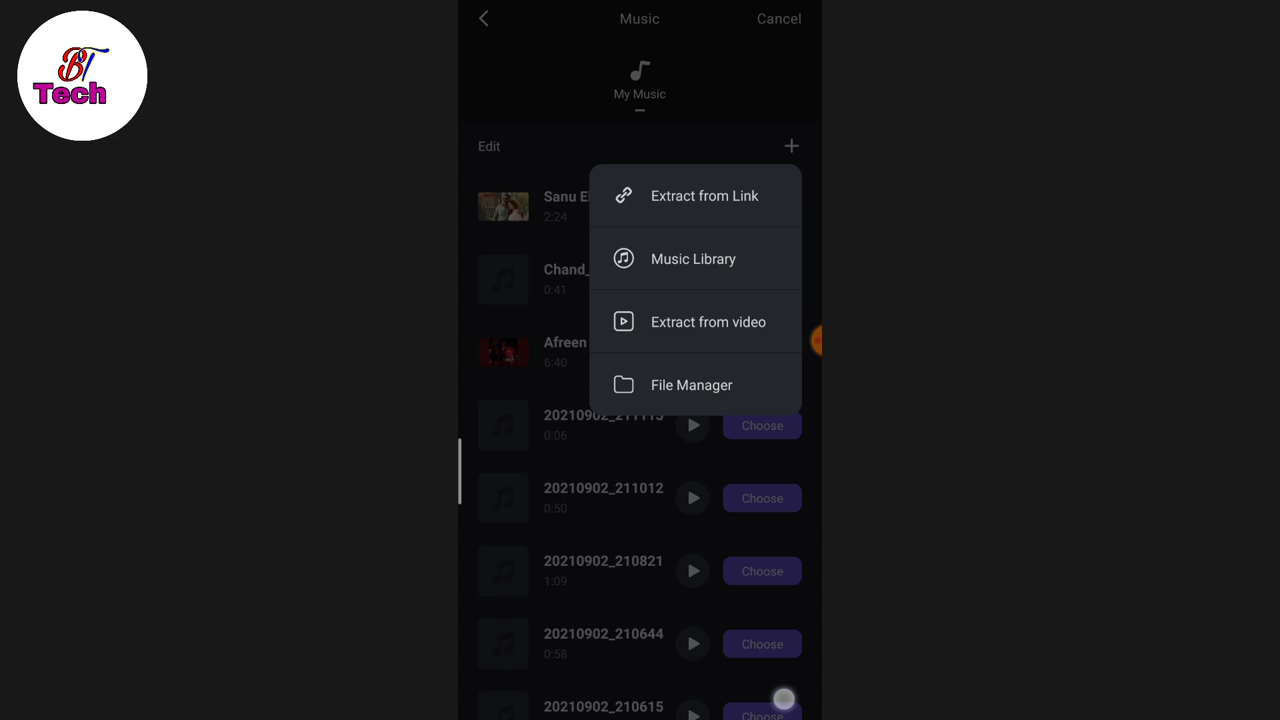 BT
Tech
Music
Cancel
My Music
Edit
Extract from Link
Music Library
Extract from video
File Manager
Sanu
2:24
Chand_
0:41
Afreen
6:40
20210902_211113
0:06
Choose
20210902_211012
0:50
Choose
20210902_210821
1:09
Choose
20210902_210644
0:58
Choose
20210902_210615
Choose